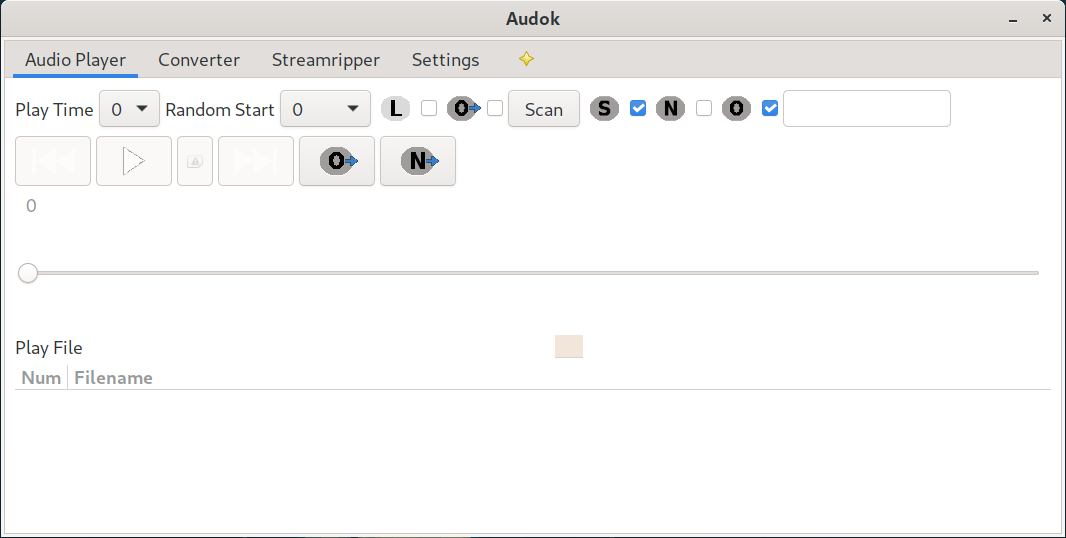 Audok
Audio Player Converter Streamripper Settings
Play Time 0 Random Start 0 L O Scan S N O
O N
0
Play File
Num Filename